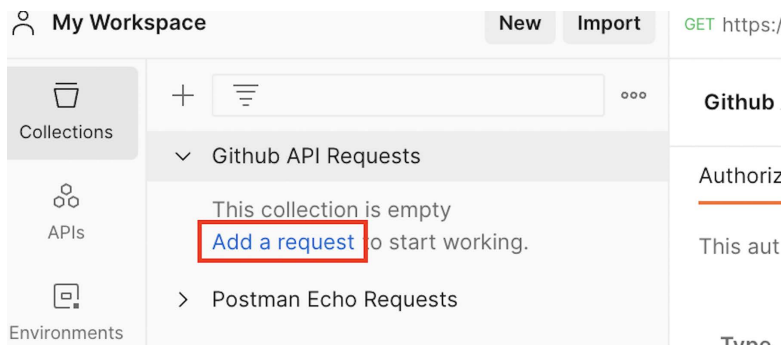 My Workspace
New
Import
GET https:/
Collections
Github
Github API Requests
Authoriz
This collection is empty
Add a request to start working.
APIs
This aut
Postman Echo Requests
Environments
Type